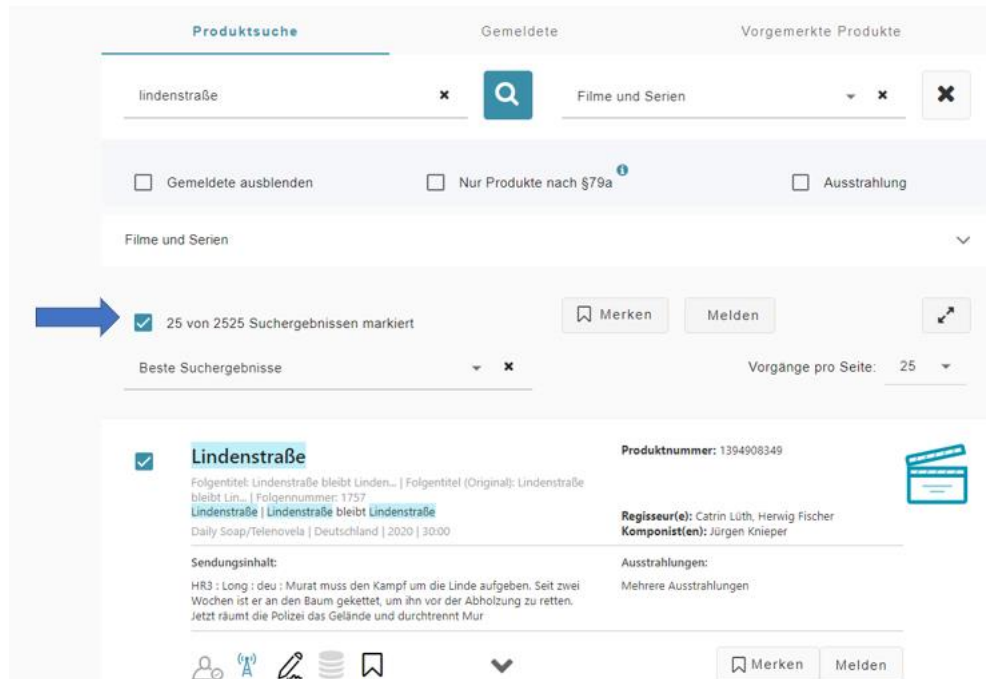 Produktsuche Gemeldete Vorgemerkte Produkte
lindenstraße Filme und Serien
Gemeldete ausblenden Nur Produkte nach §79a Ausstrahlung
Filme und Serien
25 von 2525 Suchergebnissen markiert Merken Melden
Beste Suchergebnisse Vorgänge pro Seite: 25
Lindenstraße
Produktnummer: 1394908349
Folgentitel: Lindenstraße bleibt Linden... | Folgentitel (Original): Lindenstraße
bleibt Lin... | Folgennummer: 1757
Lindenstraße | Lindenstraße bleibt Lindenstraße
Daily Soap/Telenovela | Deutschland | 2020 | 30:00
Regisseur(e): Catrin Lüth, Herwig Fischer
Komponist(en): Jürgen Knieper
Sendungsinhalt:
HR3 : Long : deu : Murat muss den Kampf um die Linde aufgeben. Seit zwei
Wochen ist er an den Baum gekettet, um ihn vor der Abholzung zu retten.
Jetzt räumt die Polizei das Gelände und durchtrennt Mur
Ausstrahlungen:
Mehrere Ausstrahlungen
Merken Melden